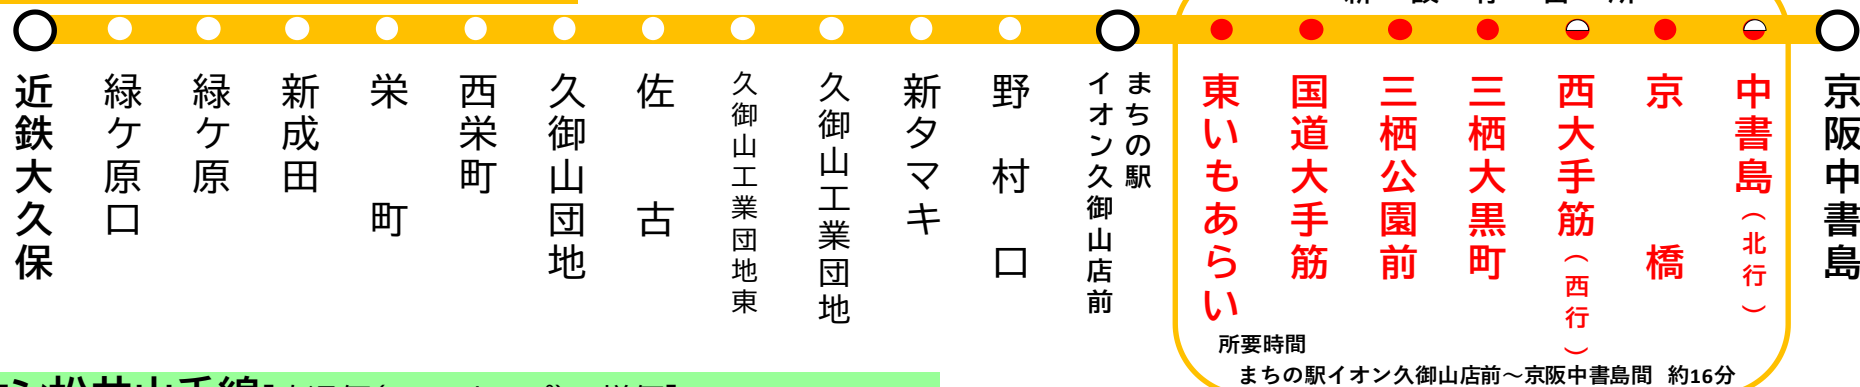 近鉄大久保
緑ケ原口
緑ケ原
新成田
栄町
西栄町
久御山団地
佐古
久御山工業団地東
久御山工業団地
新タマキ
野村口
まちの駅
イオン久御山店前
東いもあらい
国道大手筋
三栖公園前
三栖大黒町
西大手筋(西行)
京橋
中書島(北行)
京阪中書島
所要時間
まちの駅イオン久御山店前～京阪中書島間 約16分
松井山手線